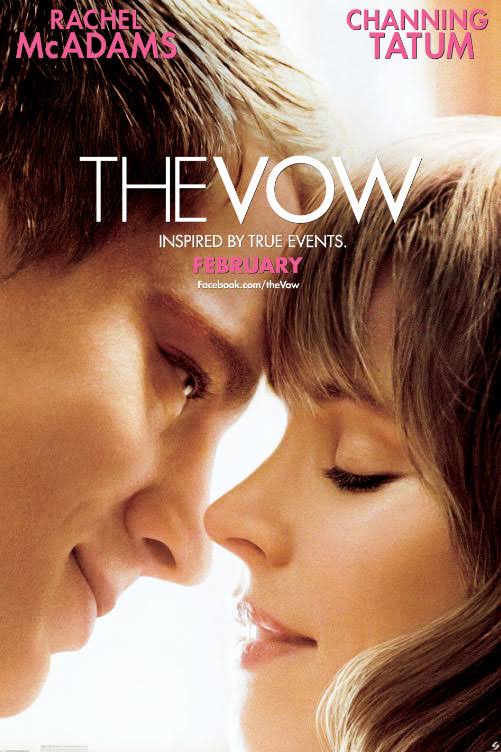 RACHEL
McADAMS
CHANNING
TATUM
THE VOW
INSPIRED BY TRUE EVENTS.
FEBRUARY
Facebook.com/theVow